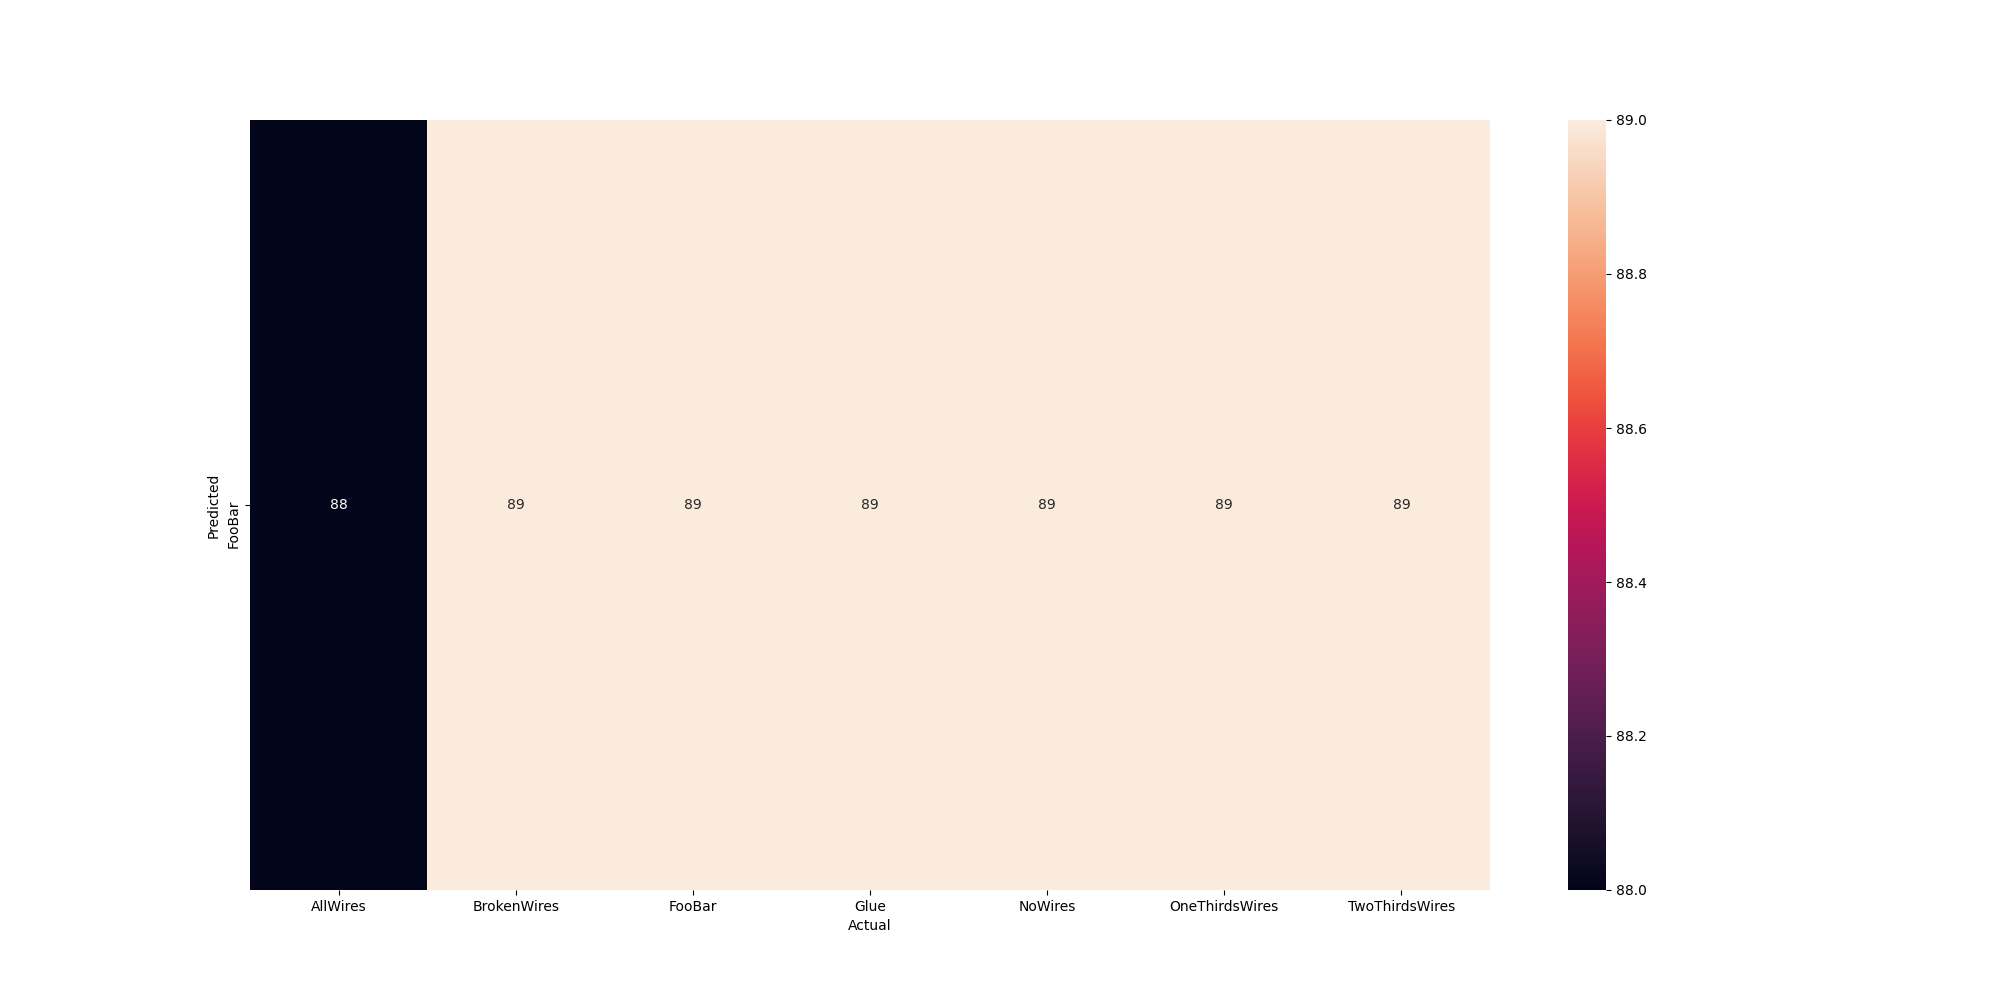 Predicted
FooBar
88 89 89 89 89 89 89
AllWires BrokenWires FooBar Glue NoWires OneThirdsWires TwoThirdsWires
Actual
89.0
88.8
88.6
88.4
88.2
88.0